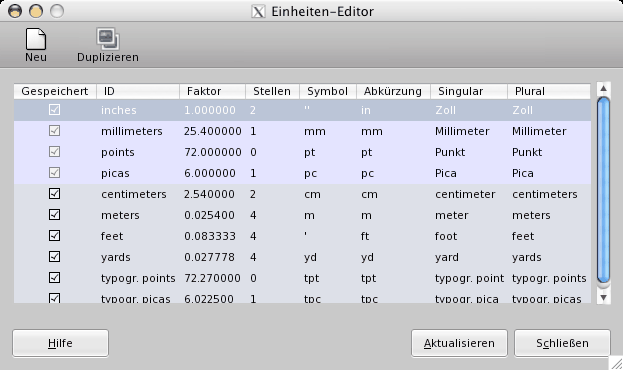 Einheiten-Editor
Neu Duplizieren
Gespeichert ID Faktor Stellen Symbol Abkürzung Singular Plural
inches 1.000000 2 '' in Zoll Zoll
millimeters 25.400000 1 mm mm Millimeter Millimeter
points 72.000000 0 pt pt Punkt Punkt
picas 6.000000 1 pc pc Pica Pica
centimeters 2.540000 2 cm cm centimeter centimeters
meters 0.025400 4 m m meter meters
feet 0.083333 4 ' ft foot feet
yards 0.027778 4 yd yd yard yards
typogr. points 72.270000 0 tpt tpt typogr. point typogr. points
typogr. picas 6.022500 1 tpc tpc typogr. pica typogr. picas
Hilfe Aktualisieren Schließen